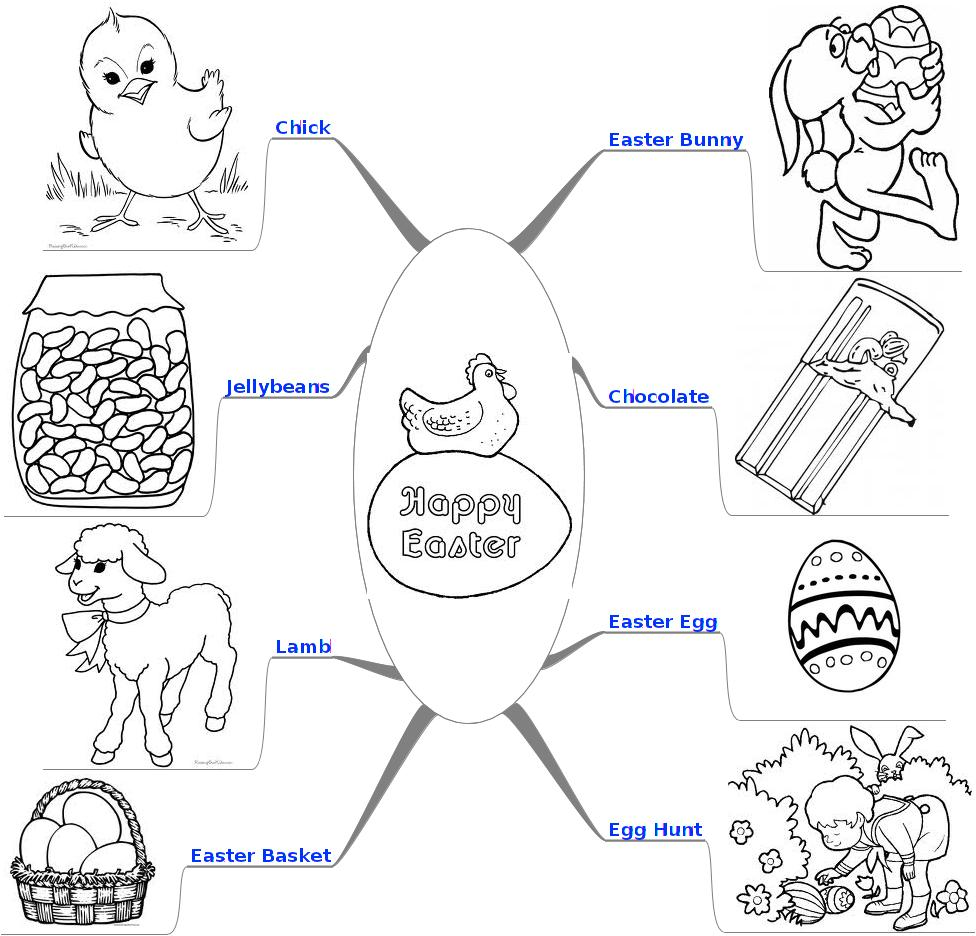 Chick
Easter Bunny
Jellybeans
Chocolate
Happy
Easter
Lamb
Easter Egg
Easter Basket
Egg Hunt